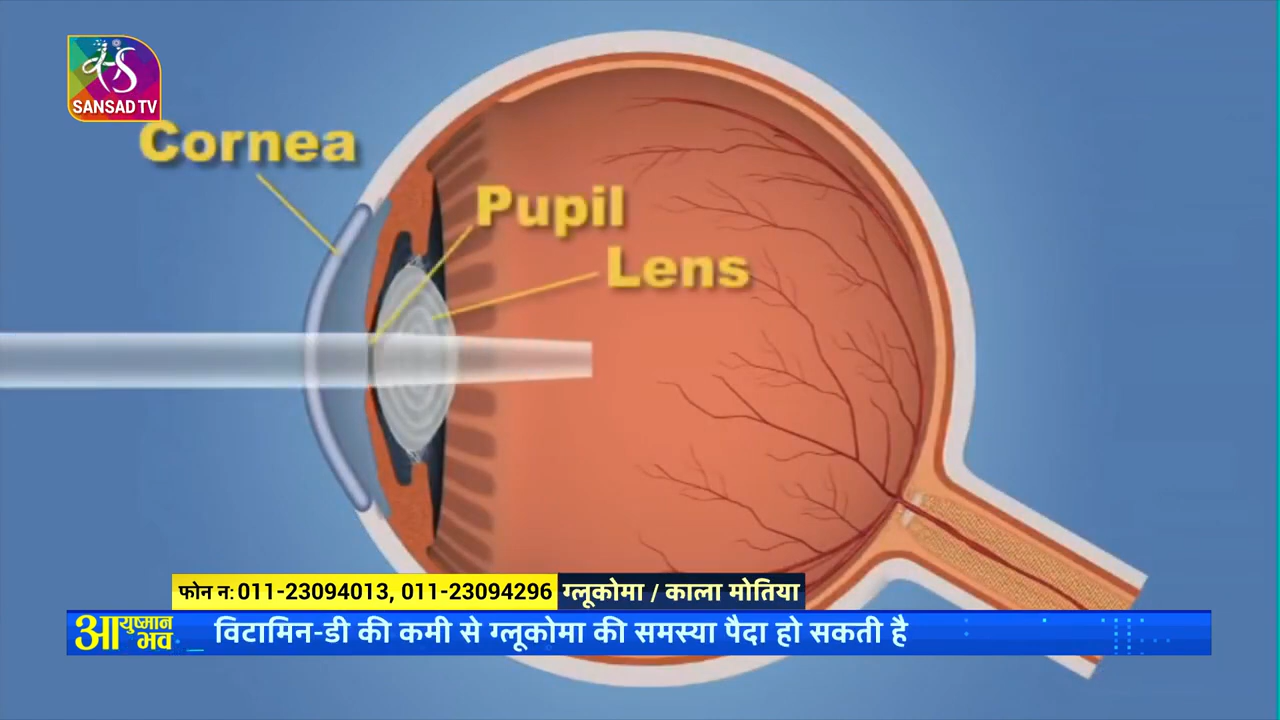 SANSAD TV
Cornea
Pupil
Lens
फोन न: 011-23094013, 011-23094296 ग्लूकोमा / काला मोतिया
आयुष्मान भव
विटामिन-डी की कमी से ग्लूकोमा की समस्या पैदा हो सकती है